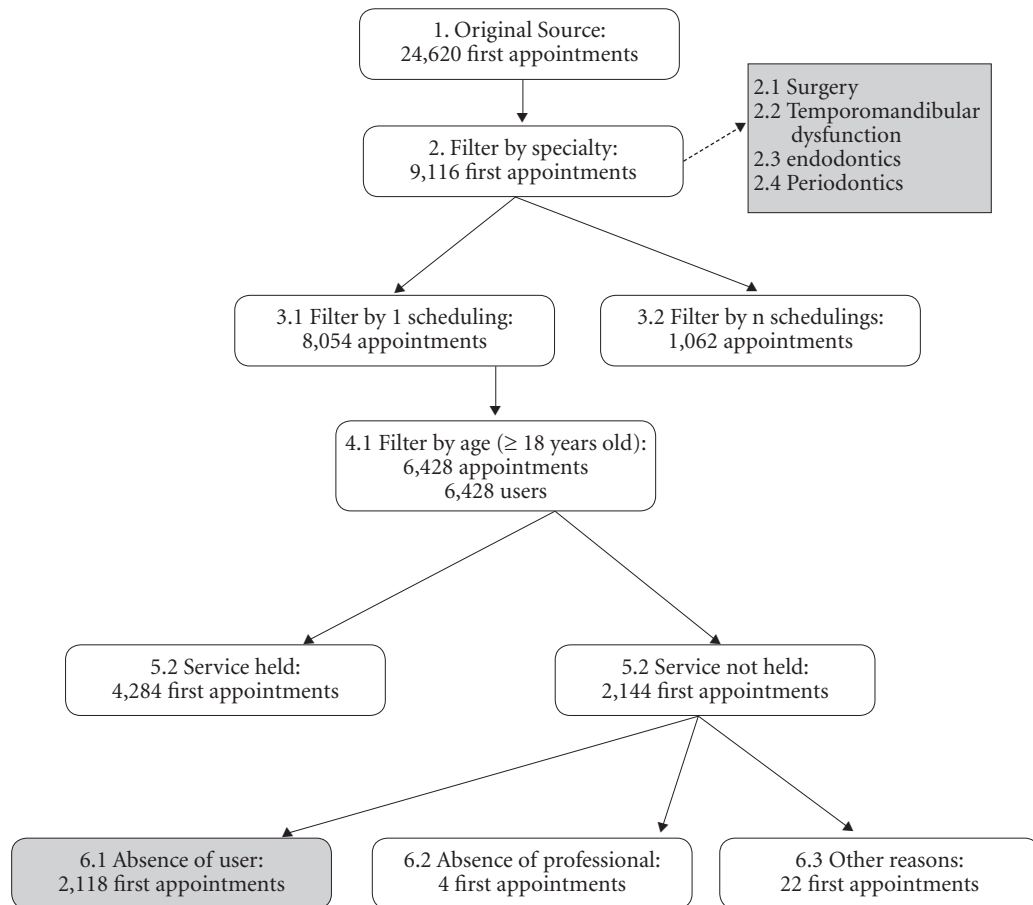 1. Original Source:
24,620 first appointments
2.1 Surgery
2.2 Temporomandibular
dysfunction
2.3 endodontics
2.4 Periodontics
2. Filter by specialty:
9,116 first appointments
3.1 Filter by 1 scheduling:
8,054 appointments
3.2 Filter by n schedulings:
1,062 appointments
4.1 Filter by age (≥ 18 years old):
6,428 appointments
6,428 users
5.2 Service held:
4,284 first appointments
5.2 Service not held:
2,144 first appointments
6.1 Absence of user:
2,118 first appointments
6.2 Absence of professional:
4 first appointments
6.3 Other reasons:
22 first appointments